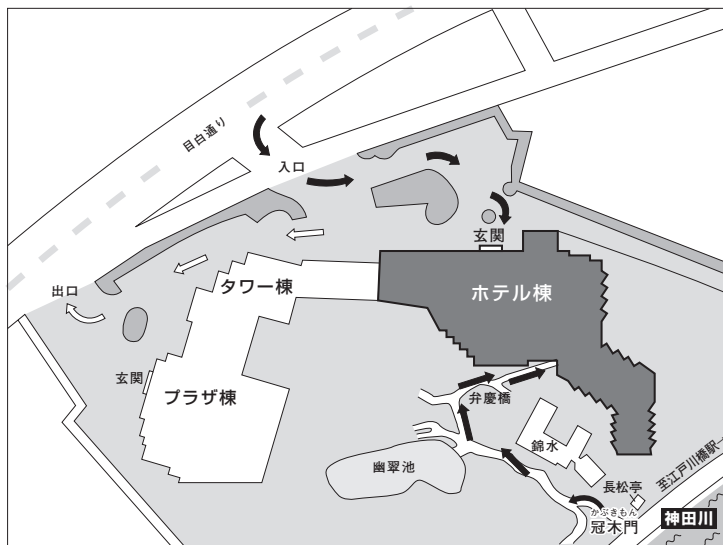 目白通り
入口
玄関
ホテル棟
タワー棟
出口
玄関
プラザ棟
弁慶橋
錦水
幽翠池
長松亭
至江戸川橋駅
かぶきもん
冠木門
神田川